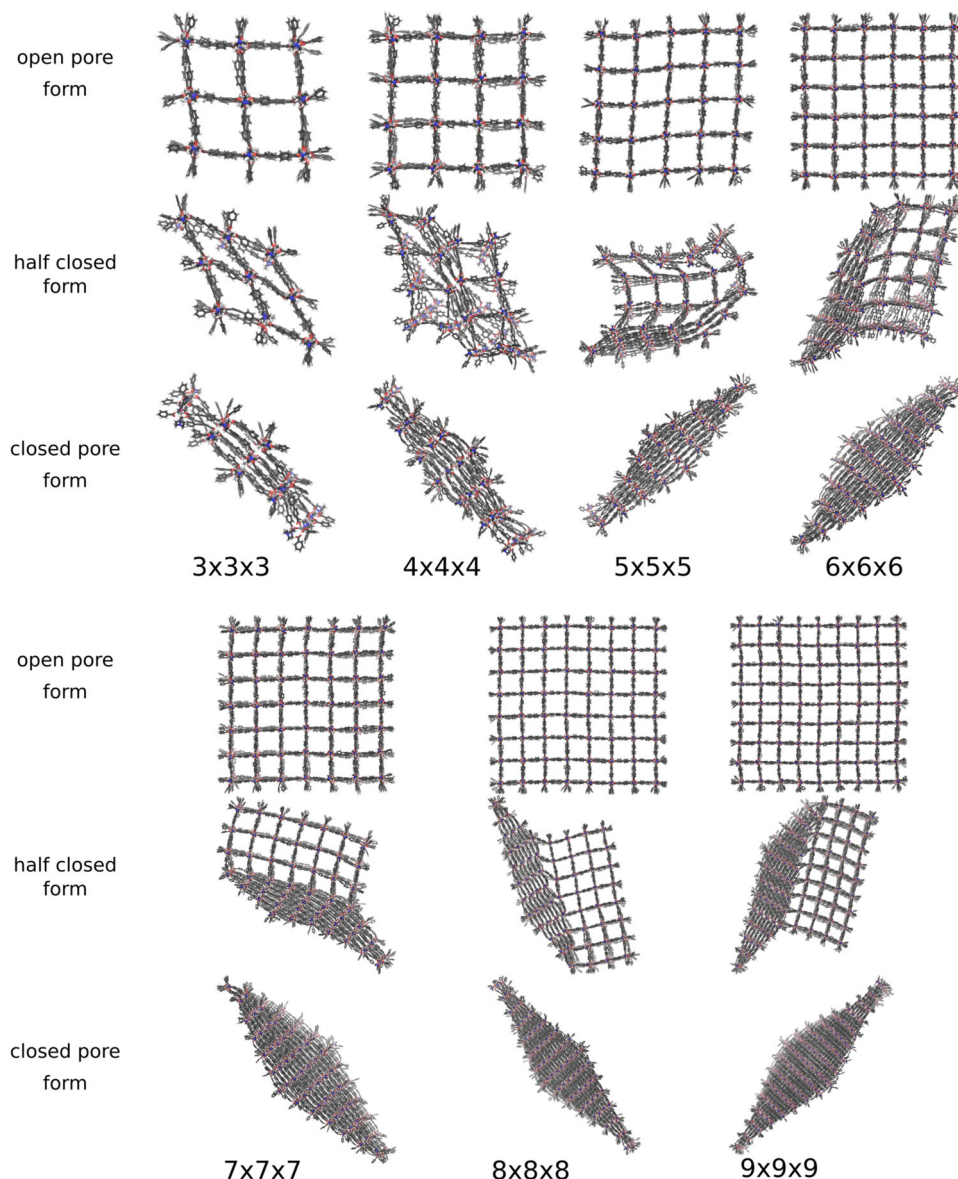 open pore
form
half closed
form
closed pore
form
3x3x3
4x4x4
5x5x5
6x6x6
open pore
form
half closed
form
closed pore
form
7x7x7
8x8x8
9x9x9